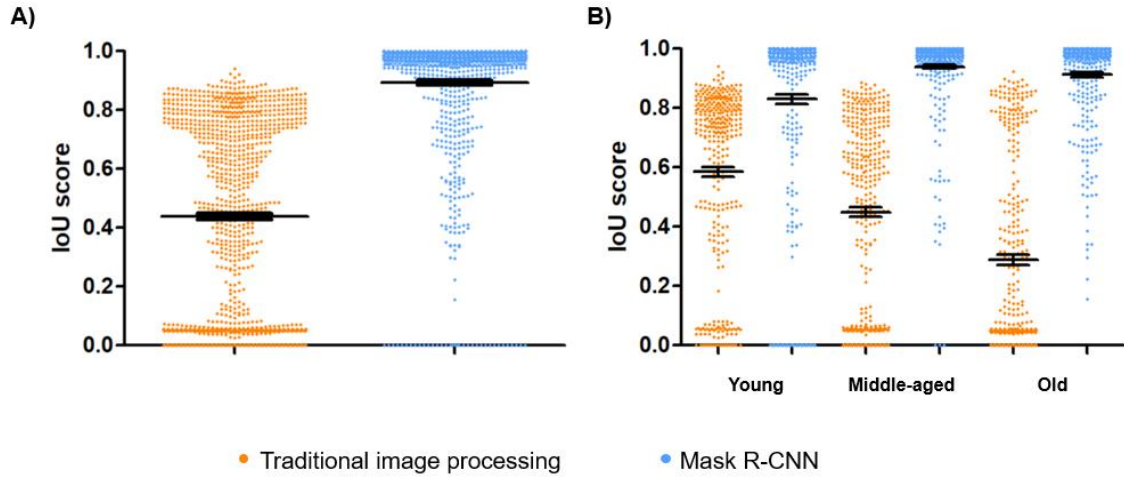 A)
B)
1.0
0.8
0.6
0.4
0.2
0.0
IoU score
1.0
0.8
0.6
0.4
0.2
0.0
IoU score
Young Middle-aged Old
Traditional image processing Mask R-CNN